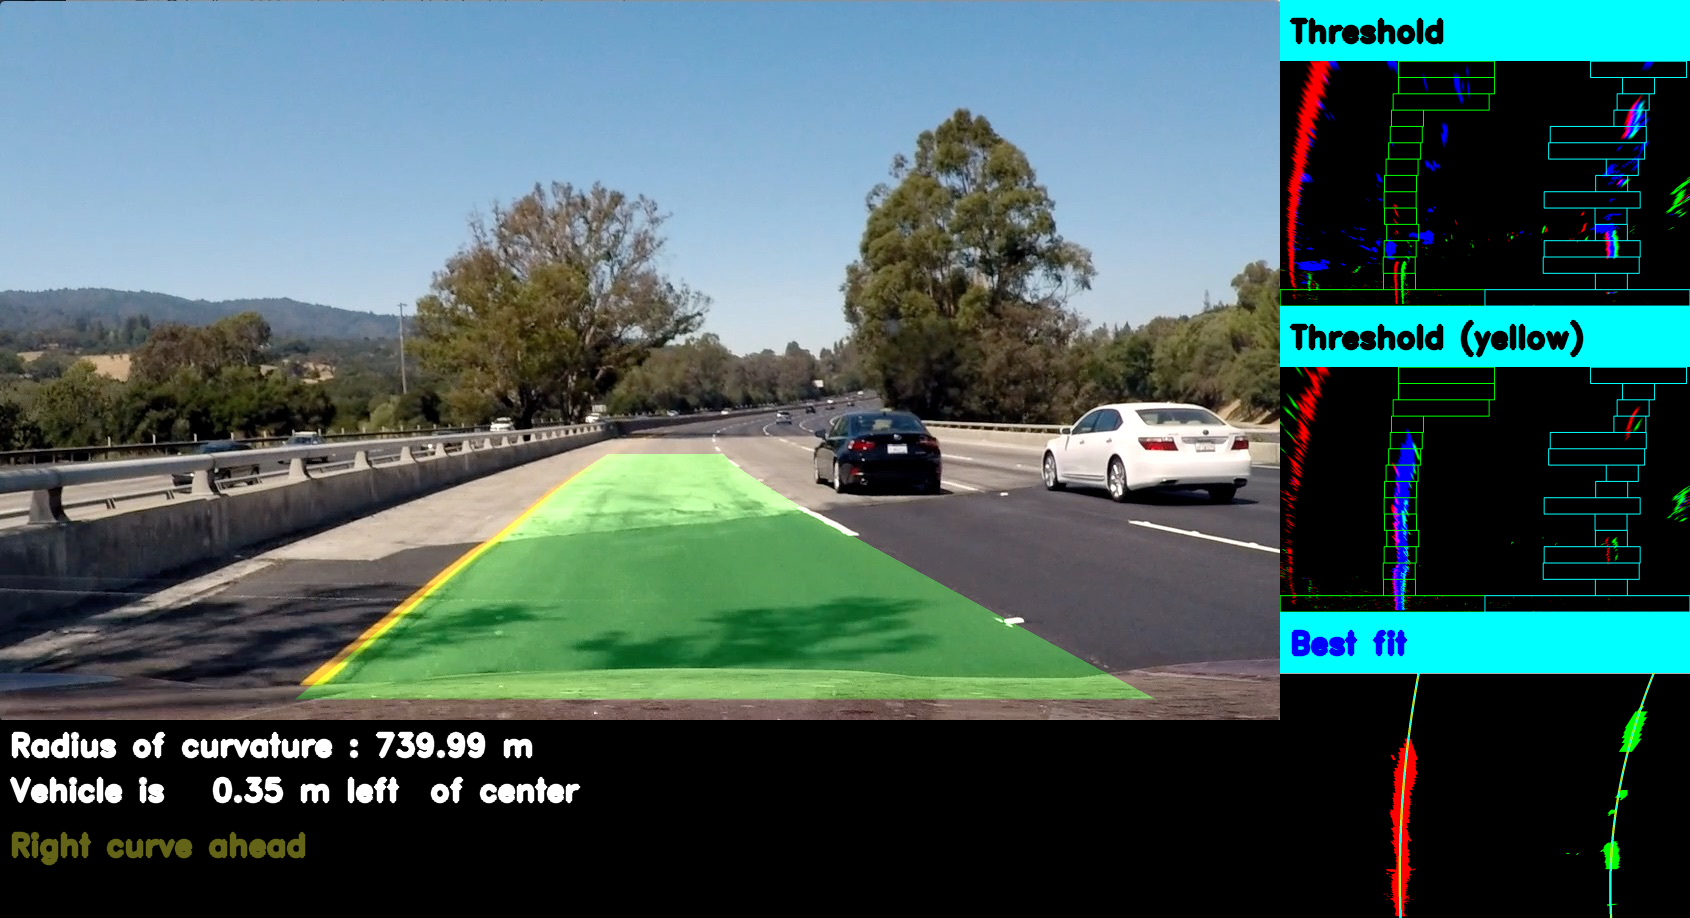 Threshold
Threshold (yellow)
Best fit
Radius of curvature : 739.99 m
Vehicle is 0.35 m left of center
Right curve ahead